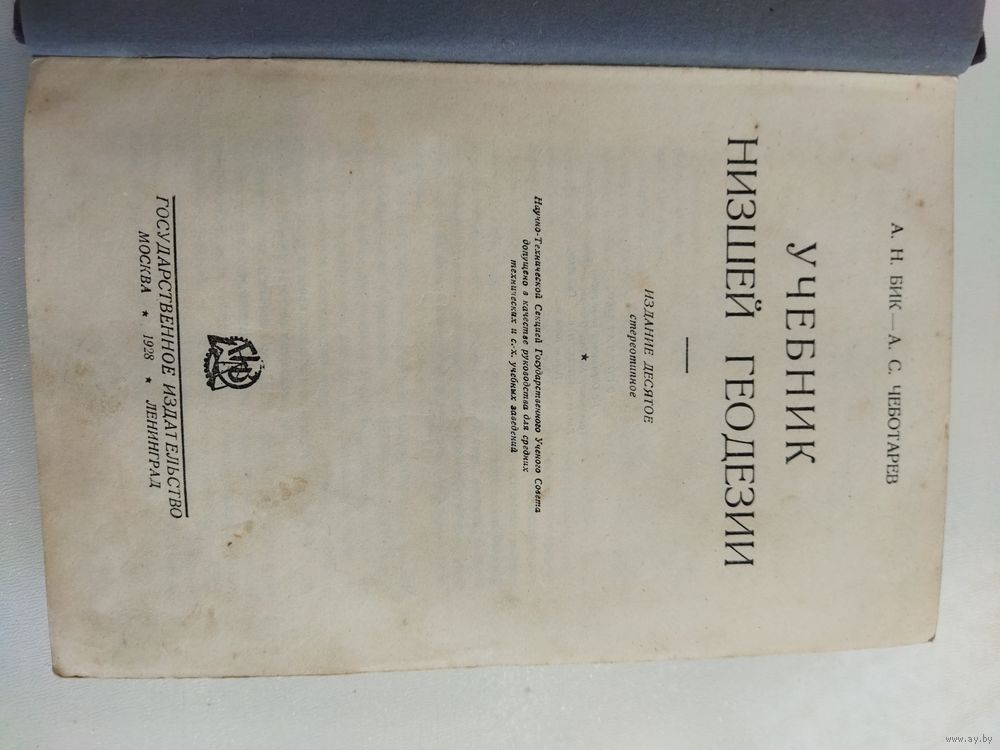 А. Н. БИК — А. С. ЧЕБОТАРЕВ
УЧЕБНИК
НИЗШЕЙ ГЕОДЕЗИИ
ИЗДАНИЕ ДЕСЯТОЕ
стереотипное
★
Научно-Технической Секцией Государственного Ученого Совета
допущено в качестве руководства для средних
технических и с.-х. учебных заведений
ГОСУДАРСТВЕННОЕ ИЗДАТЕЛЬСТВО
МОСКВА ★ 1928 ★ ЛЕНИНГРАД
www.ay.by